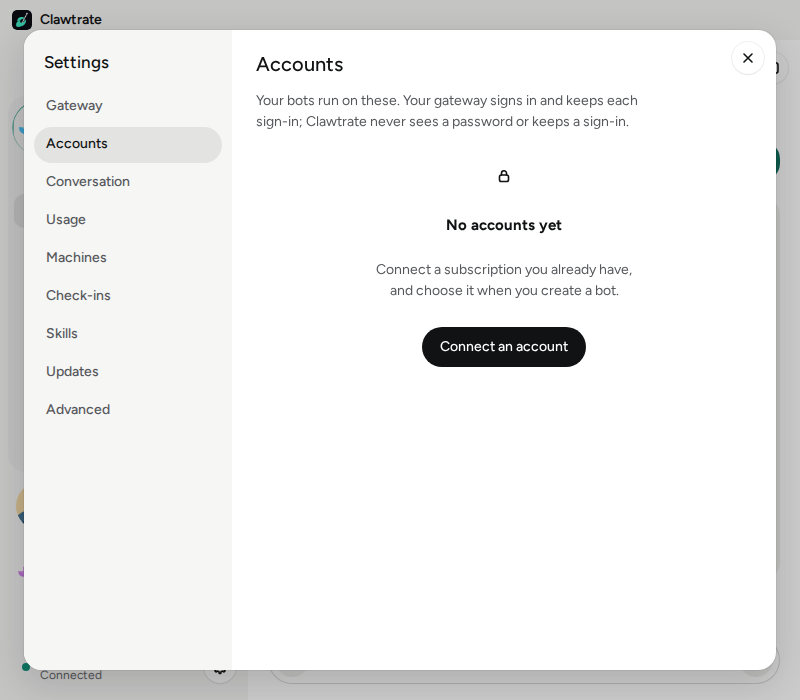 Clawtrate
Settings
Gateway
Accounts
Conversation
Usage
Machines
Check-ins
Skills
Updates
Advanced
Accounts
Your bots run on these. Your gateway signs in and keeps each
sign-in; Clawtrate never sees a password or keeps a sign-in.
No accounts yet
Connect a subscription you already have,
and choose it when you create a bot.
Connect an account
Connected